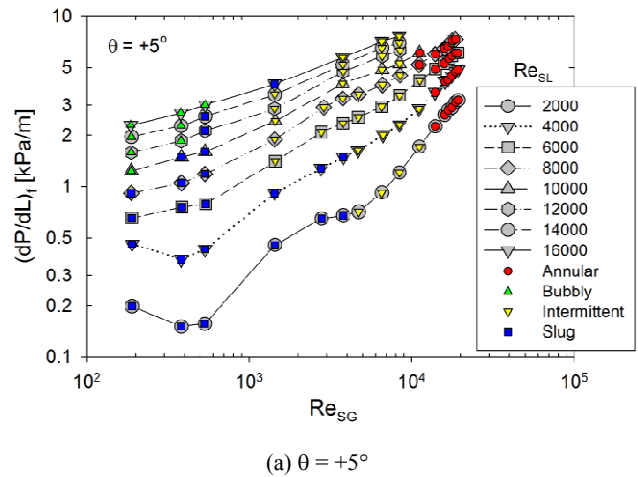 θ = +5°
(dP/dL)f [kPa/m]
10
5
3
2
1
0.5
0.3
0.2
0.1
10² 10³ 10⁴ 10⁵
ReSG
ReSL
2000
4000
6000
8000
10000
12000
14000
16000
Annular
Bubbly
Intermittent
Slug
(a) θ = +5°